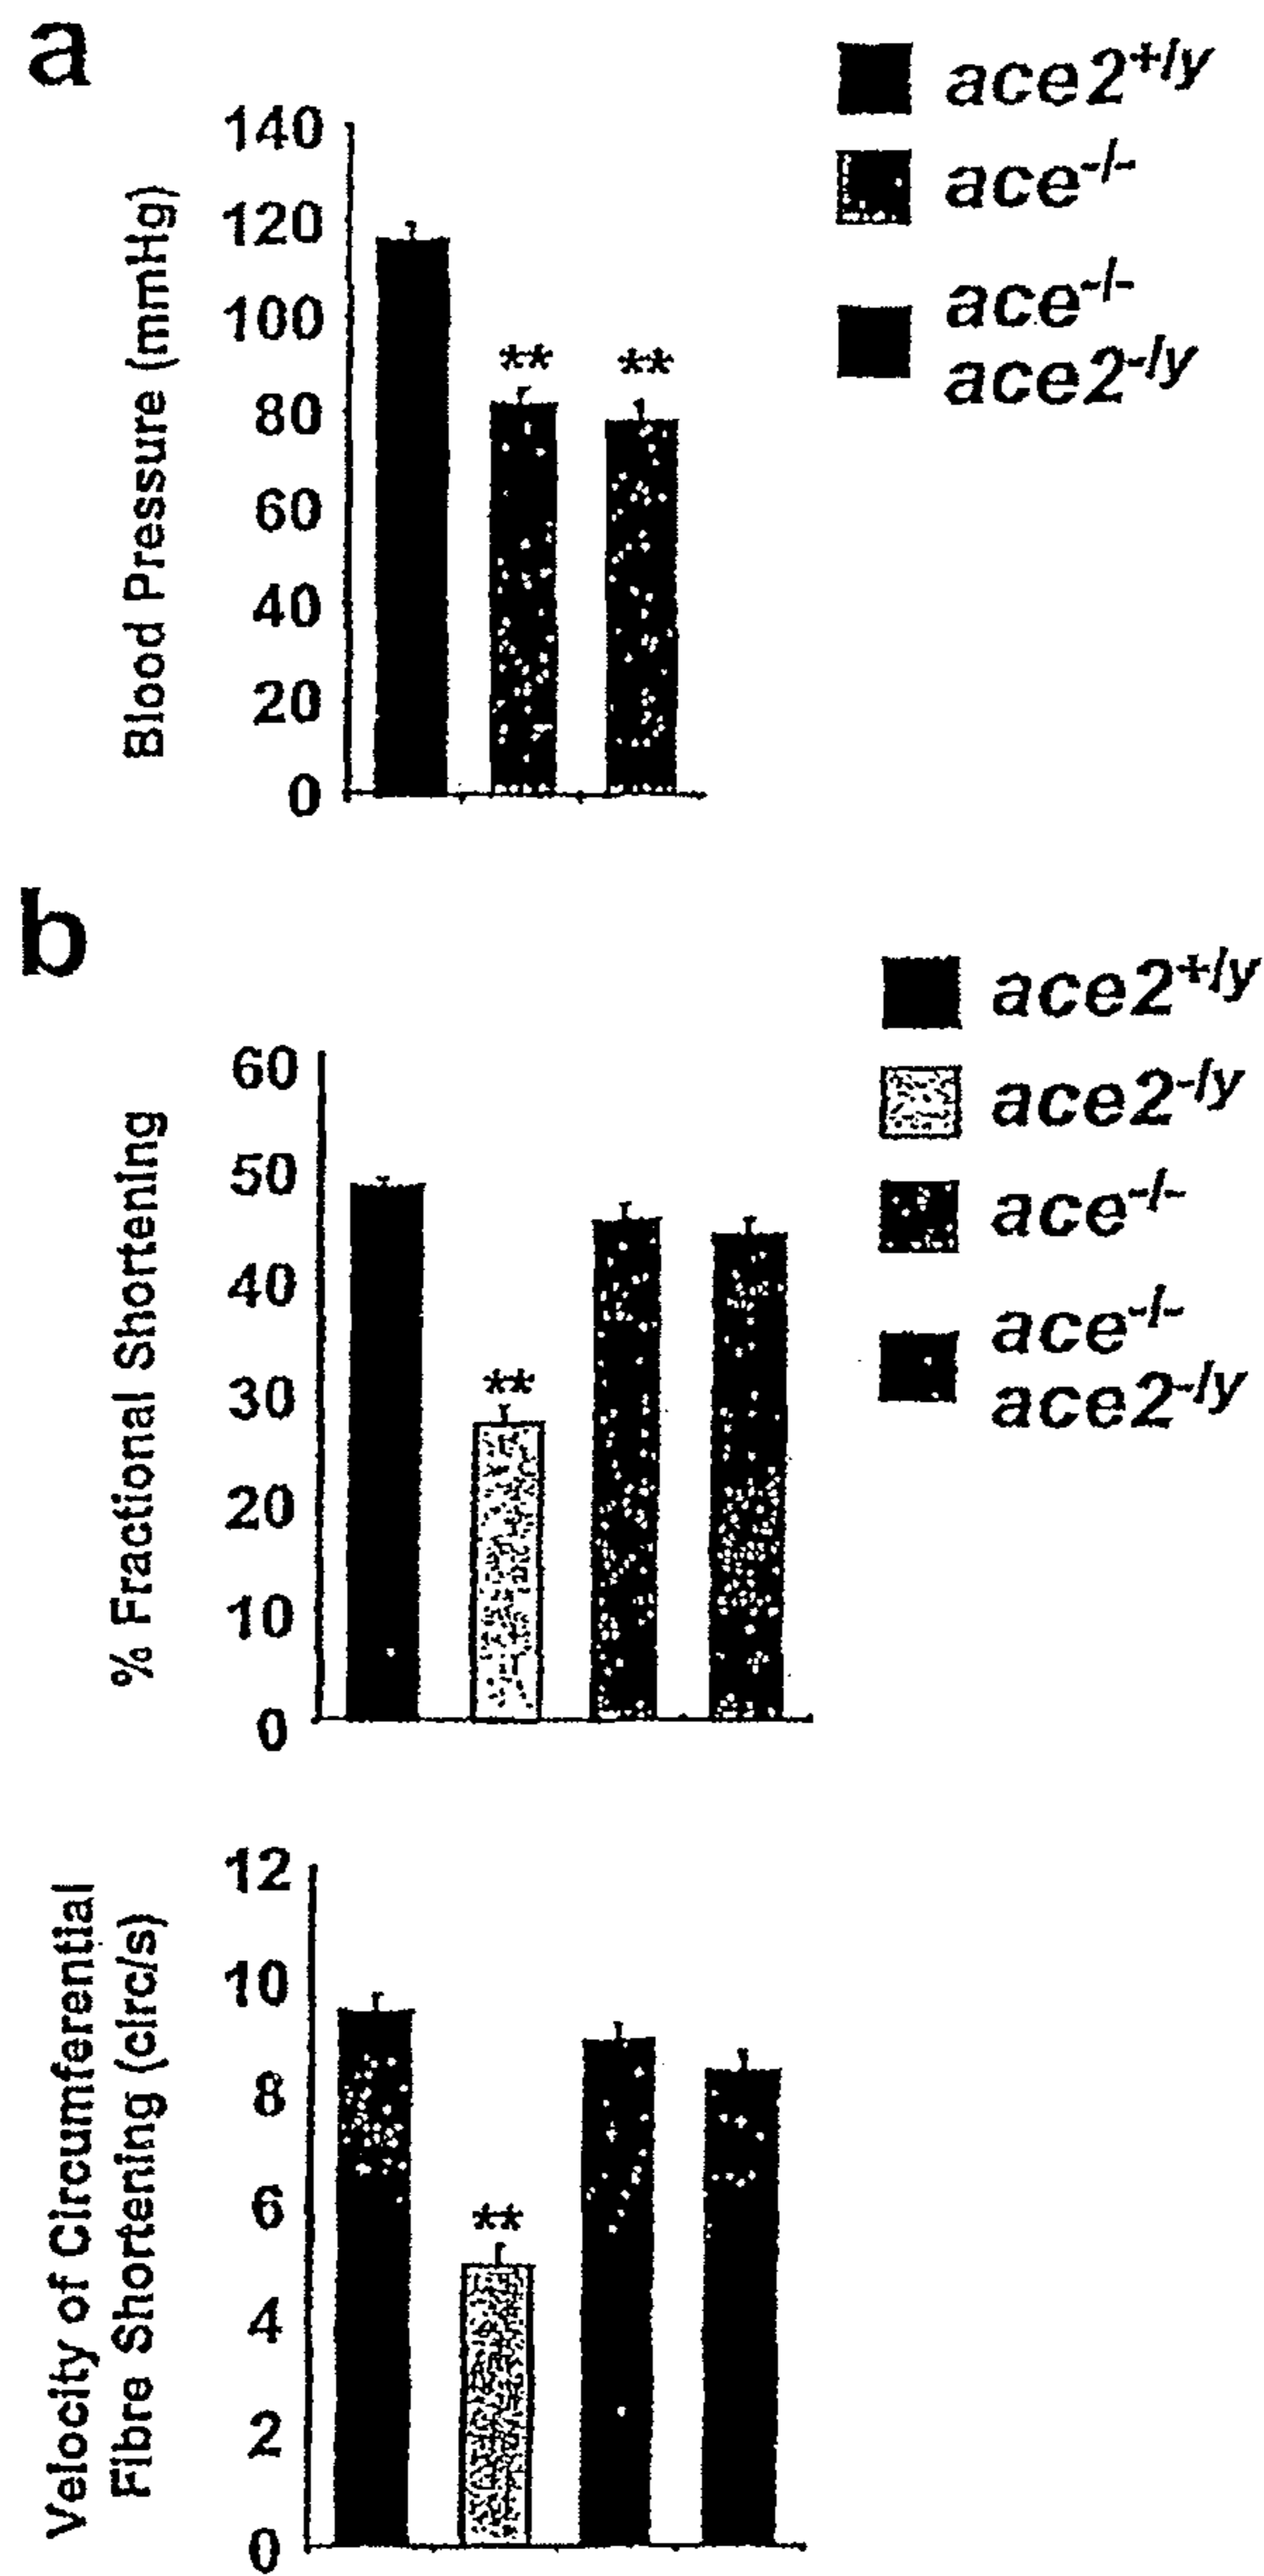 a
ace2+/y
ace-/-
ace-/-
ace2-/y
140
120
100
80
60
40
20
0
Blood Pressure (mmHg)
**
**
b
ace2+/y
ace2-/y
ace-/-
ace-/-
ace2-/y
60
50
40
30
20
10
0
% Fractional Shortening
**
12
10
8
6
4
2
0
Velocity of Circumferential
Fibre Shortening (circ/s)
**